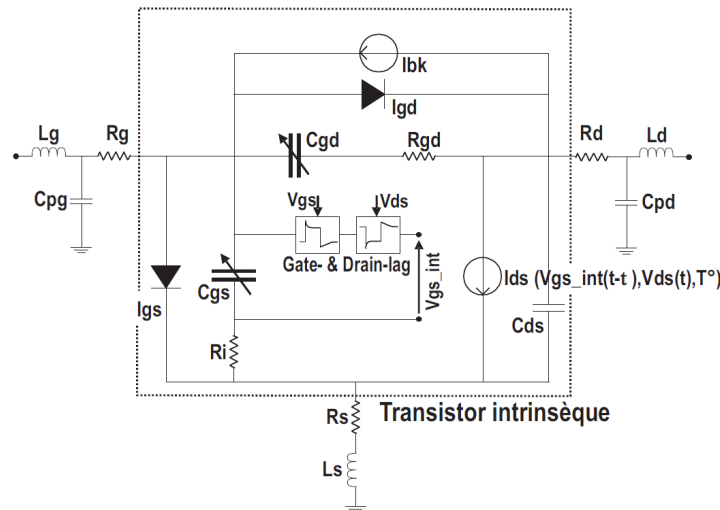 Ibk
Igd
Lg
Rg
Cgd
Rgd
Rd
Ld
Cpg
Cpd
Vgs
Vds
Gate- & Drain-lag
Vgs_int
Cgs
Igs
Ids (Vgs_int(t-t ),Vds(t),T°)
Cds
Ri
Rs
Transistor intrinsèque
Ls